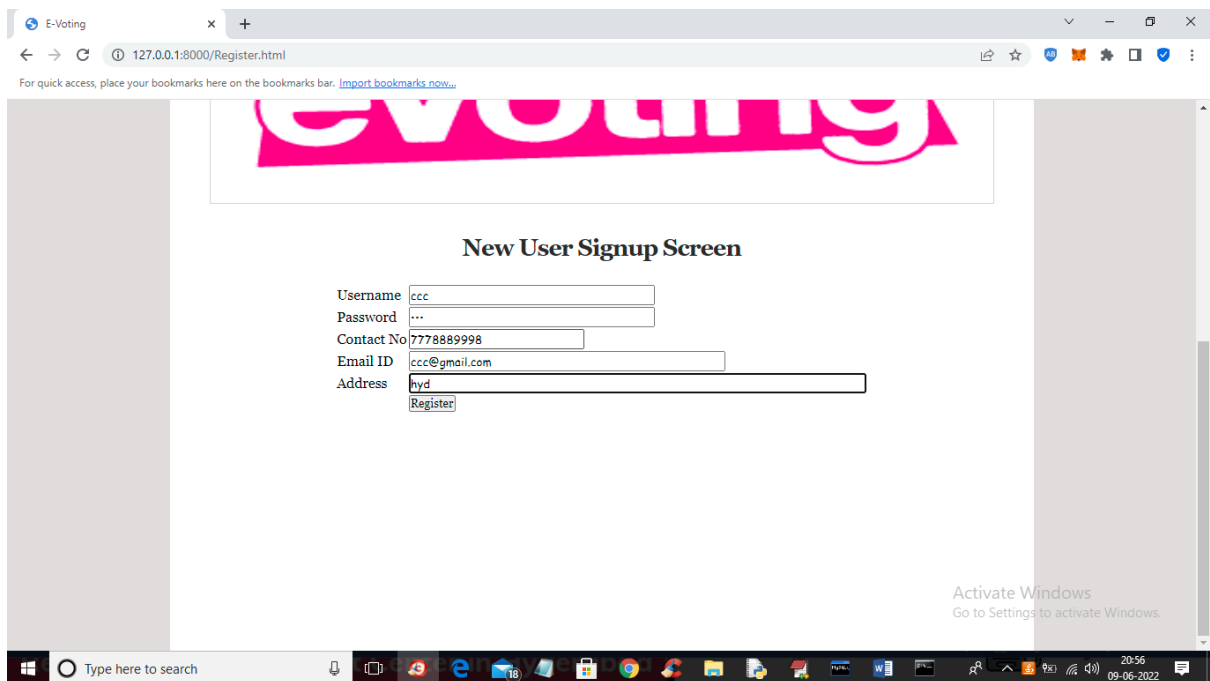 E-Voting
127.0.0.1:8000/Register.html
For quick access, place your bookmarks here on the bookmarks bar. Import bookmarks now...
evoting
New User Signup Screen
Username ccc
Password ...
Contact No 7778889998
Email ID ccc@gmail.com
Address hyd
Register
Activate Windows
Go to Settings to activate Windows.
Type here to search
18
20:56
09-06-2022